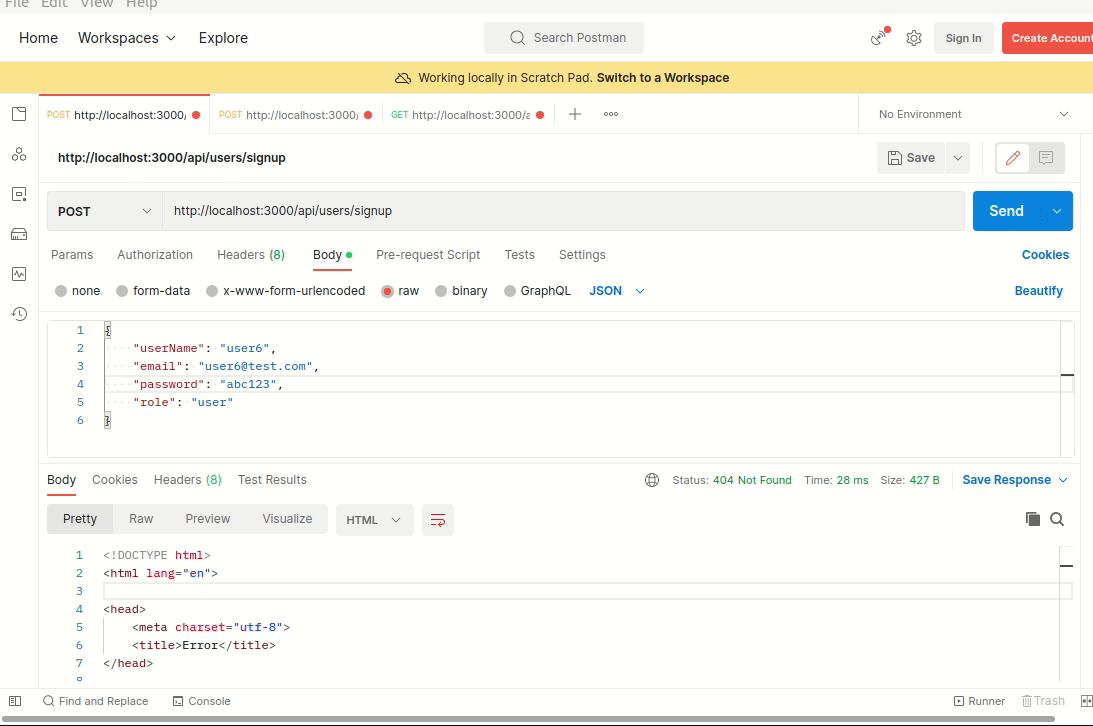 File Edit View Help
Home Workspaces Explore Search Postman Sign In Create Account
Working locally in Scratch Pad. Switch to a Workspace
POST http://localhost:3000/ POST http://localhost:3000/ GET http://localhost:3000/a No Environment
http://localhost:3000/api/users/signup Save
POST http://localhost:3000/api/users/signup Send
Params Authorization Headers (8) Body Pre-request Script Tests Settings Cookies
none form-data x-www-form-urlencoded raw binary GraphQL JSON Beautify
1 {
2 "userName": "user6",
3 "email": "user6@test.com",
4 "password": "abc123",
5 "role": "user"
6 }
Body Cookies Headers (8) Test Results Status: 404 Not Found Time: 28 ms Size: 427 B Save Response
Pretty Raw Preview Visualize HTML
1 <!DOCTYPE html>
2 <html lang="en">
3
4 <head>
5 <meta charset="utf-8">
6 <title>Error</title>
7 </head>
Find and Replace Console Runner Trash